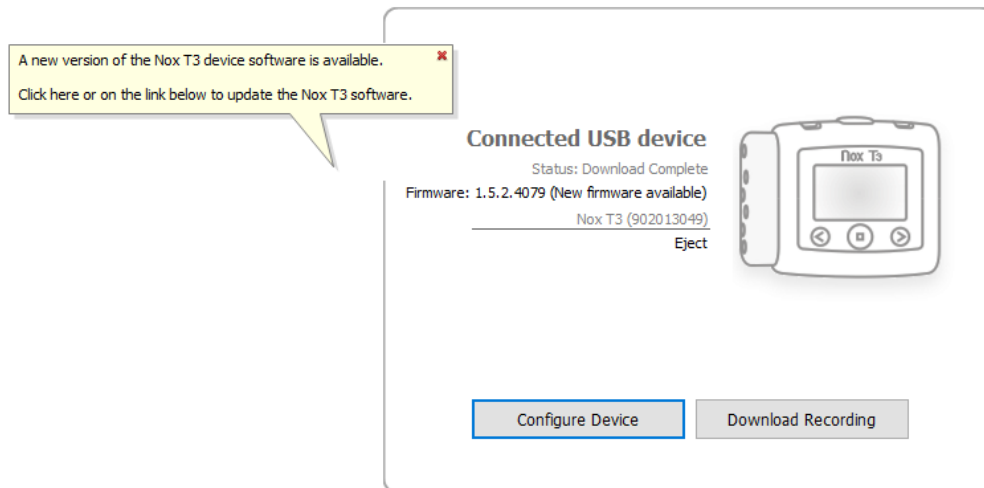 A new version of the Nox T3 device software is available.
Click here or on the link below to update the Nox T3 software.
Connected USB device
Status: Download Complete
Firmware: 1.5.2.4079 (New firmware available)
Nox T3 (902013049)
Eject
Nox T3
Configure Device
Download Recording